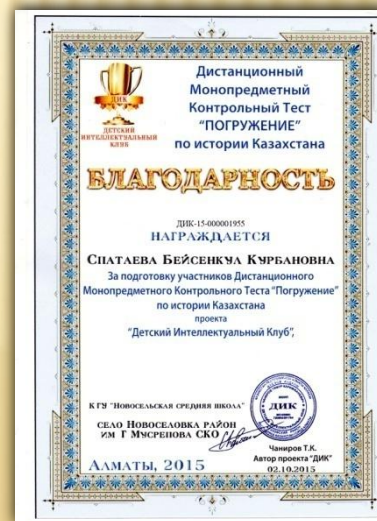 ДИК
ДЕТСКИЙ
ИНТЕЛЛЕКТУАЛЬНЫЙ
КЛУБ
Дистанционный
Монопредметный
Контрольный Тест
"ПОГРУЖЕНИЕ"
по истории Казахстана
БЛАГОДАРНОСТЬ
ДИК-15-000001955
НАГРАЖДАЕТСЯ
СПАТАЕВА БЕЙСЕНКУЛ КУРБАНОВНА
За подготовку участников Дистанционного
Монопредметного Контрольного Теста "Погружение"
по истории Казахстана
проекта
"Детский Интеллектуальный Клуб",
КГУ "НОВОСЕЛЬСКАЯ СРЕДНЯЯ ШКОЛА"
СЕЛО НОВОСЕЛОВКА РАЙОН
ИМ Г МУСРЕПОВА СКО
ДИК
Чаниров Т.К.
Автор проекта "ДИК"
АЛМАТЫ, 2015
02.10.2015